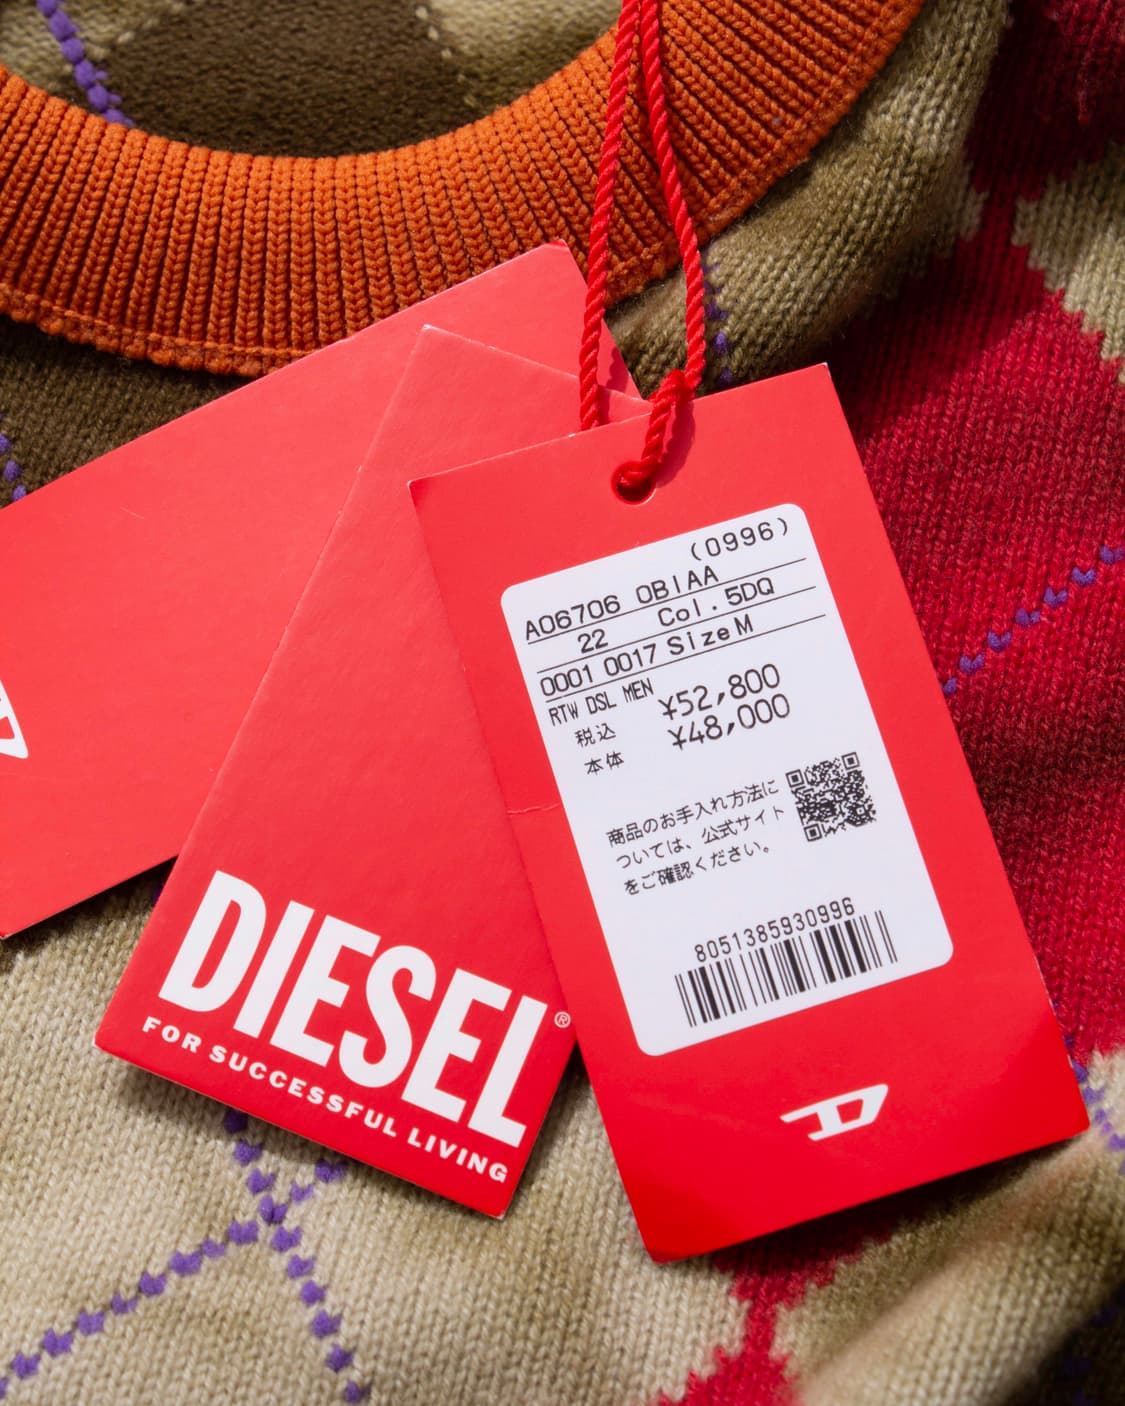 (0996)
A06706 0BIAA
22 Col.5DQ
0001 0017 SizeM
RTW DSL MEN ¥52,800
税込 ¥48,000
本体
商品のお手入れ方法に
ついては、公式サイト
をご確認ください。
8051385930996
DIESEL®
FOR SUCCESSFUL LIVING